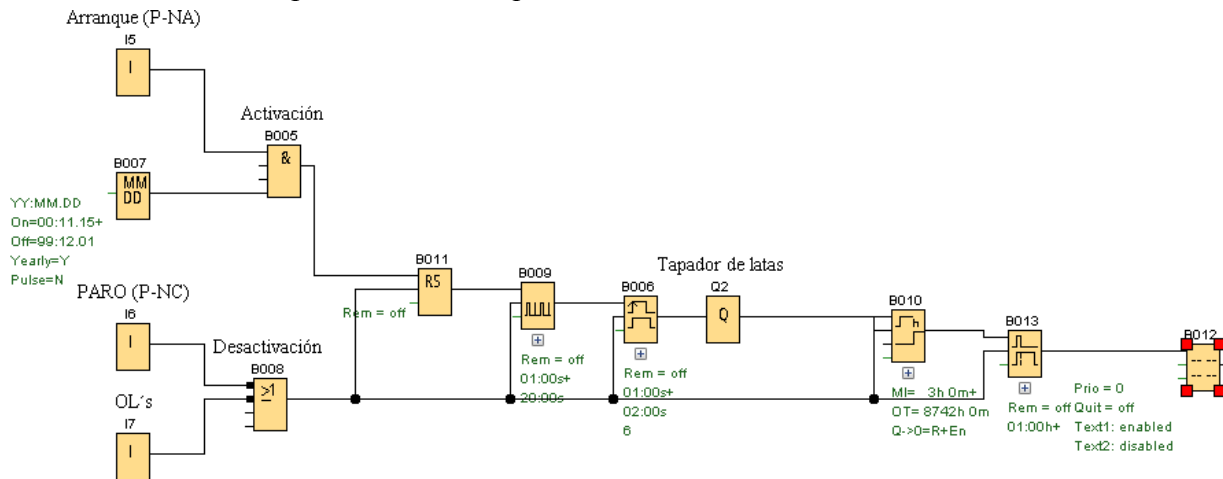 Arranque (P-NA)
I5
I
Activación
B005
&
B007
MM
DD
YY:MM.DD
On=00:11.15+
Off=99:12.01
Yearly=Y
Pulse=N
PARO (P-NC)
I6
I
Desactivación
B008
≥1
OL´s
I7
I
B011
RS
Rem = off
B009
Rem = off
01:00s+
20:00s
Tapador de latas
B006
Rem = off
01:00s+
02:00s
6
Q2
Q
B010
h
MI= 3h 0m+
OT= 8742h 0m
Q->0=R+En
B013
Rem = off
01:00h+
B012
Prio = 0
Quit = off
Text1: enabled
Text2: disabled